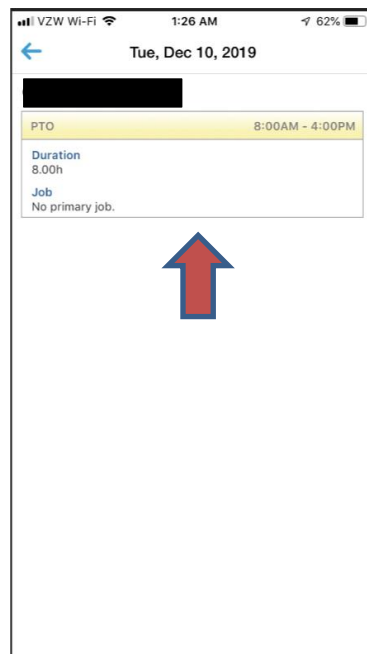 VZW Wi-Fi 1:26 AM 62%
Tue, Dec 10, 2019
PTO 8:00AM - 4:00PM
Duration
8.00h
Job
No primary job.